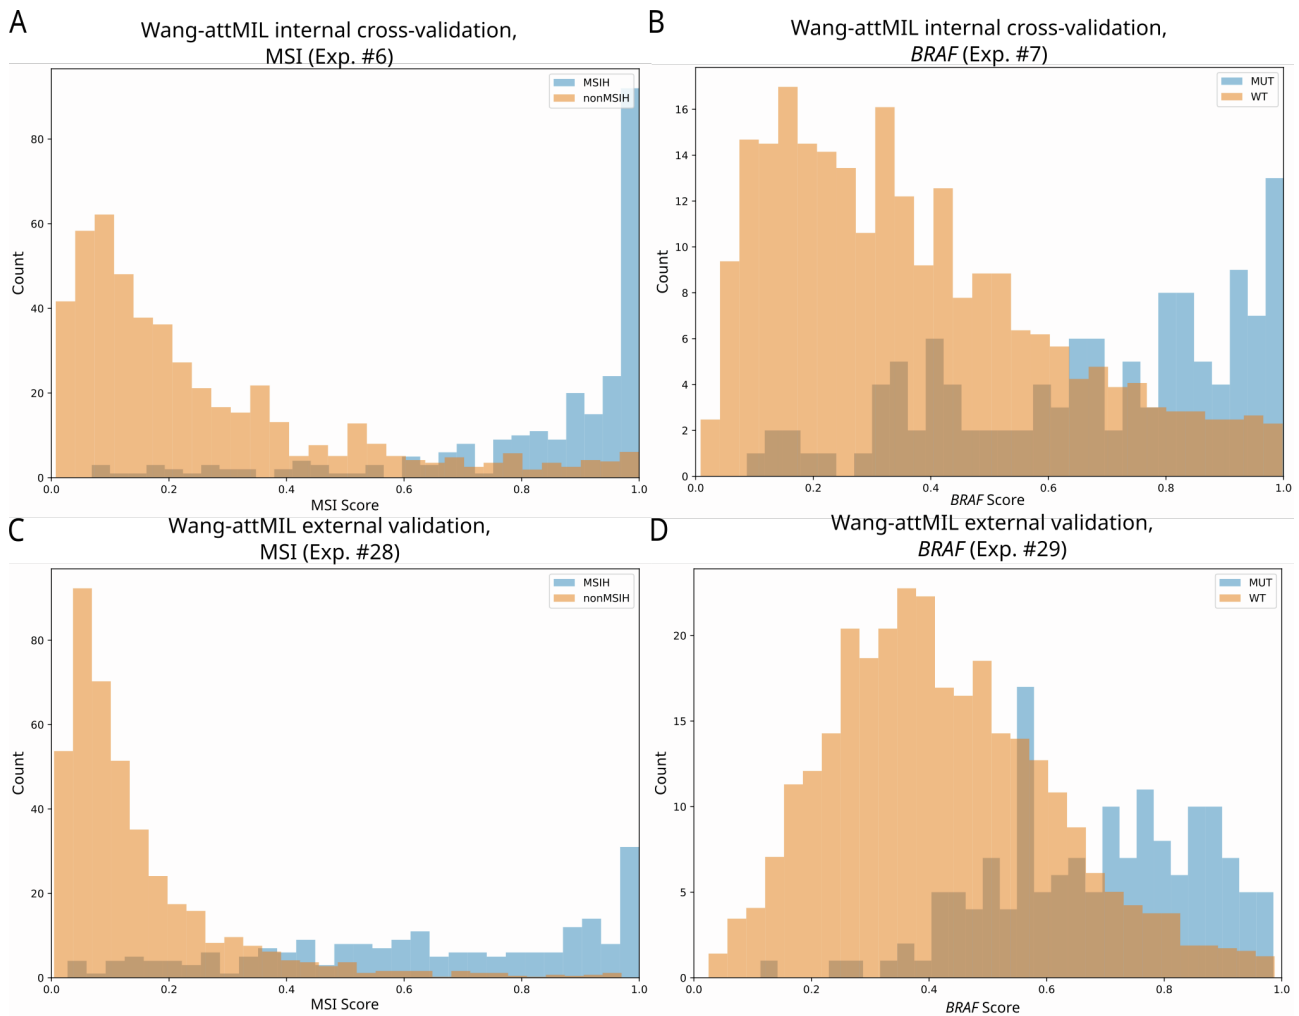 A
Wang-attMIL internal cross-validation,
MSI (Exp. #6)
MSIH
nonMSIH
80
60
40
20
0
Count
0.0 0.2 0.4 0.6 0.8 1.0
MSI Score
B
Wang-attMIL internal cross-validation,
BRAF (Exp. #7)
MUT
WT
16
14
12
10
8
6
4
2
0
Count
0.0 0.2 0.4 0.6 0.8 1.0
BRAF Score
C
Wang-attMIL external validation,
MSI (Exp. #28)
MSIH
nonMSIH
80
60
40
20
0
Count
0.0 0.2 0.4 0.6 0.8 1.0
MSI Score
D
Wang-attMIL external validation,
BRAF (Exp. #29)
MUT
WT
20
15
10
5
0
Count
0.0 0.2 0.4 0.6 0.8 1.0
BRAF Score